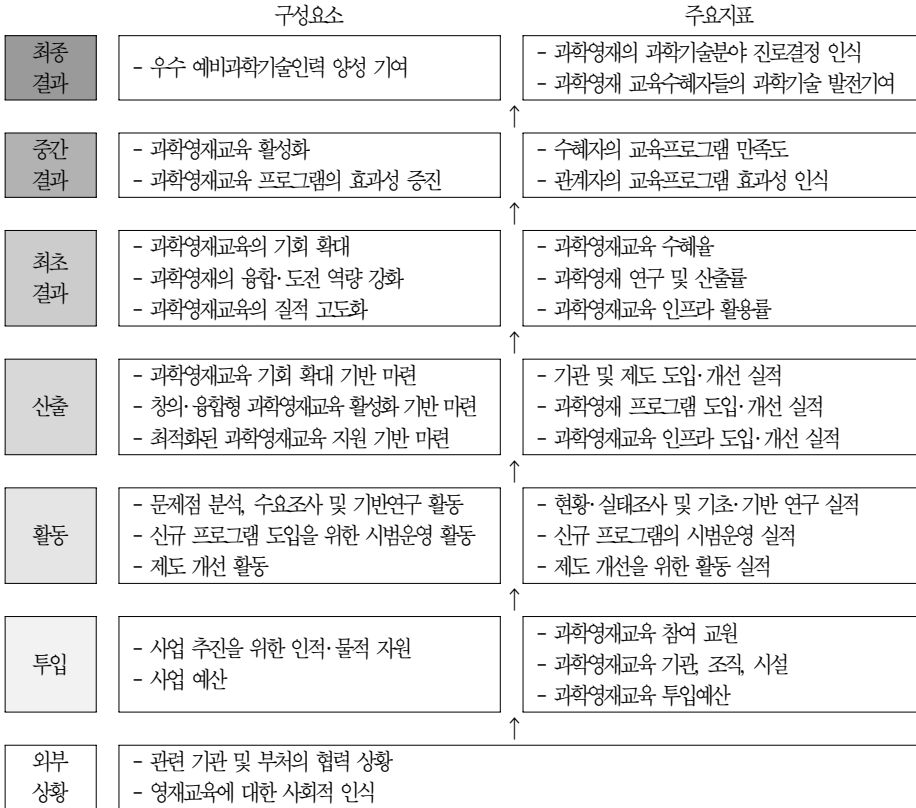 구성요소
주요지표
최종
결과
- 우수 예비과학기술인력 양성 기여
- 과학영재의 과학기술분야 진로결정 인식
- 과학영재 교육수혜자들의 과학기술 발전기여
↑
중간
결과
- 과학영재교육 활성화
- 과학영재교육 프로그램의 효과성 증진
- 수혜자의 교육프로그램 만족도
- 관계자의 교육프로그램 효과성 인식
↑
최초
결과
- 과학영재교육의 기회 확대
- 과학영재의 융합·도전 역량 강화
- 과학영재교육의 질적 고도화
- 과학영재교육 수혜율
- 과학영재 연구 및 산출률
- 과학영재교육 인프라 활용률
↑
산출
- 과학영재교육 기회 확대 기반 마련
- 창의·융합형 과학영재교육 활성화 기반 마련
- 최적화된 과학영재교육 지원 기반 마련
- 기관 및 제도 도입·개선 실적
- 과학영재 프로그램 도입·개선 실적
- 과학영재교육 인프라 도입·개선 실적
↑
활동
- 문제점 분석, 수요조사 및 기반연구 활동
- 신규 프로그램 도입을 위한 시범운영 활동
- 제도 개선 활동
- 현황·실태조사 및 기초·기반 연구 실적
- 신규 프로그램의 시범운영 실적
- 제도 개선을 위한 활동 실적
↑
투입
- 사업 추진을 위한 인적·물적 자원
- 사업 예산
- 과학영재교육 참여 교원
- 과학영재교육 기관, 조직, 시설
- 과학영재교육 투입예산
↑
외부
상황
- 관련 기관 및 부처의 협력 상황
- 영재교육에 대한 사회적 인식